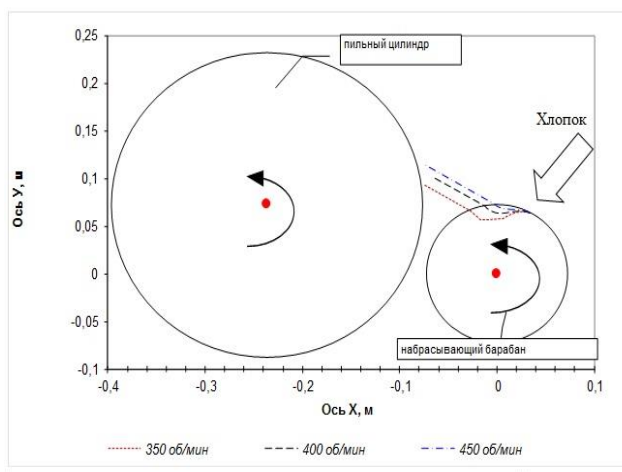 0,25
пильный цилиндр
0,2
0,15
Хлопок
0,1
0,05
0
-0,05
набрасывающий барабан
-0,1
-0,4
-0,3
-0,2
-0,1
0
0,1
Ось У, м
Ось Х, м
350 об/мин
400 об/мин
450 об/мин